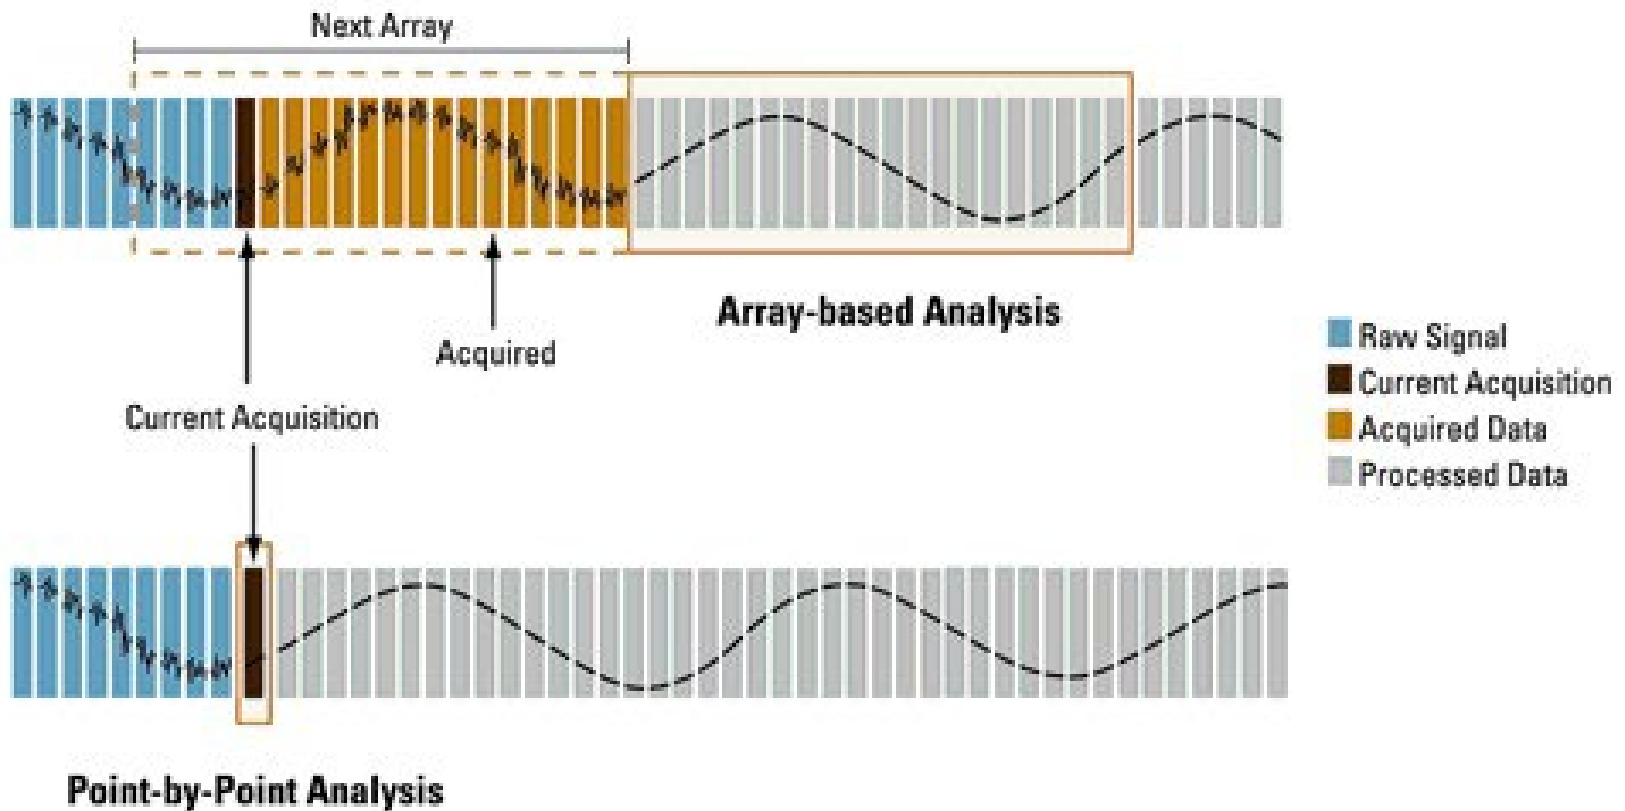 Next Array
Array-based Analysis
Acquired
Current Acquisition
Raw Signal
Current Acquisition
Acquired Data
Processed Data
Point-by-Point Analysis